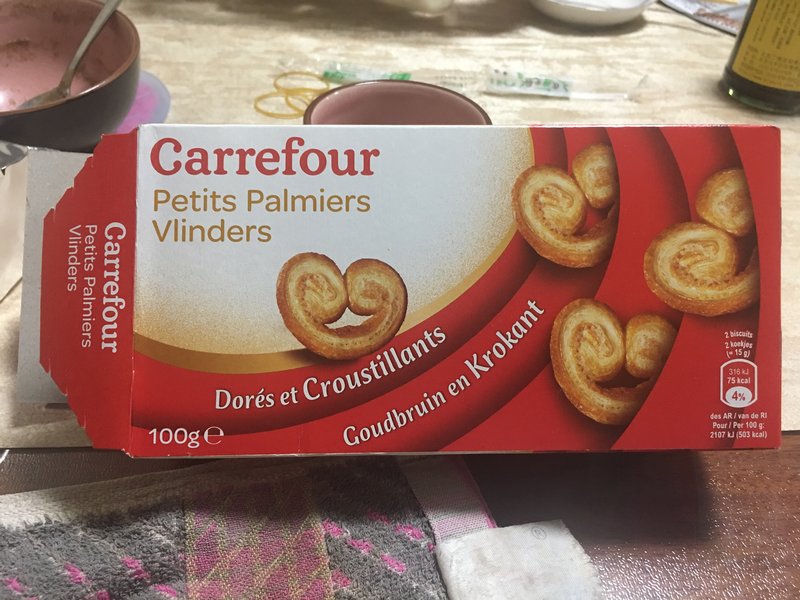 Carrefour
Petits Palmiers
Vlinders
Carrefour
Petits Palmiers
Vlinders
Dorés et Croustillants
Goudbruin en Krokant
100g ℮
2 biscuits
2 koekjes
(= 15 g)
316 kJ
75 kcal
4%
des AR / van de RI
Pour / Per 100 g:
2107 kJ (503 kcal)